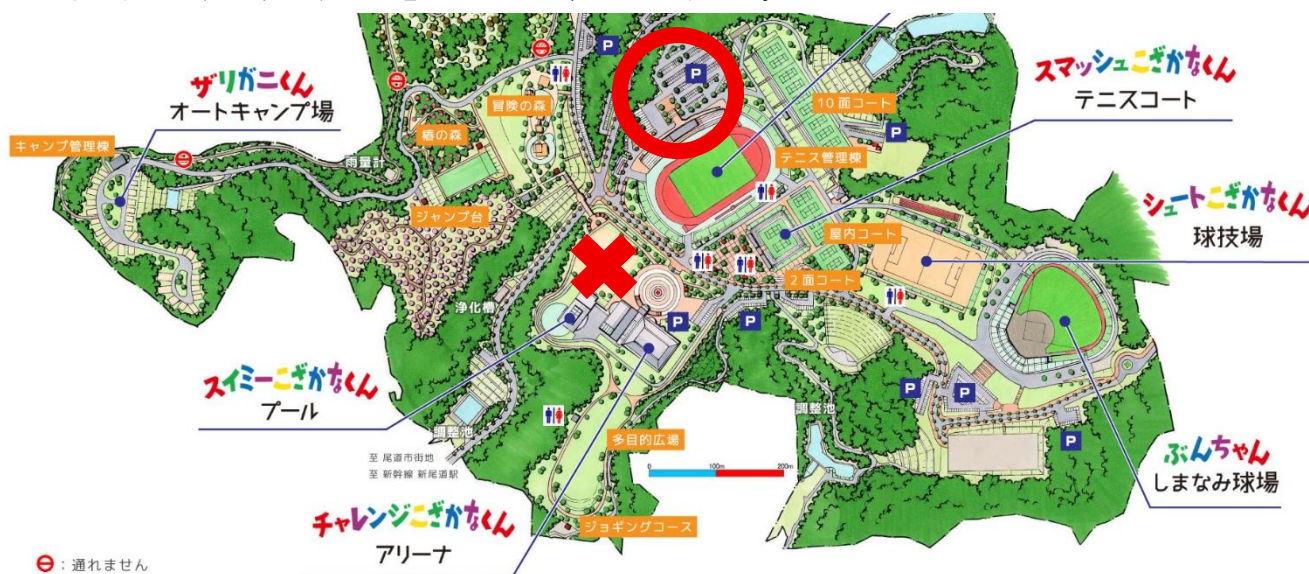 P
P
ザリガニくん
オートキャンプ場
スマッシュこざかなくん
テニスコート
冒険の森
10面コート
P
キャンプ管理棟
椿の森
雨量計
テニス管理棟
シュートこざかなくん
球技場
ジャンプ台
屋内コート
2面コート
浄化槽
P
P
スイミーこざかなくん
プール
P
P
調整池
調整池
多目的広場
P
至 尾道市街地
至 新幹線 新尾道駅
0 100m 200m
ぶんちゃん
しまなみ球場
チャレンジこざかなくん
アリーナ
ジョギングコース
:通れません